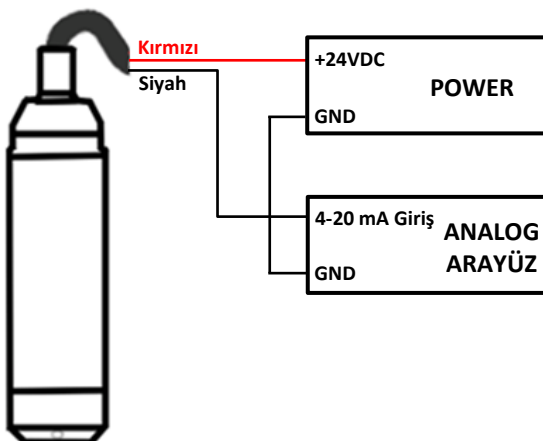 Kırmızı
Siyah
+24VDC
POWER
GND
4-20 mA Giriş
ANALOG
ARAYÜZ
GND